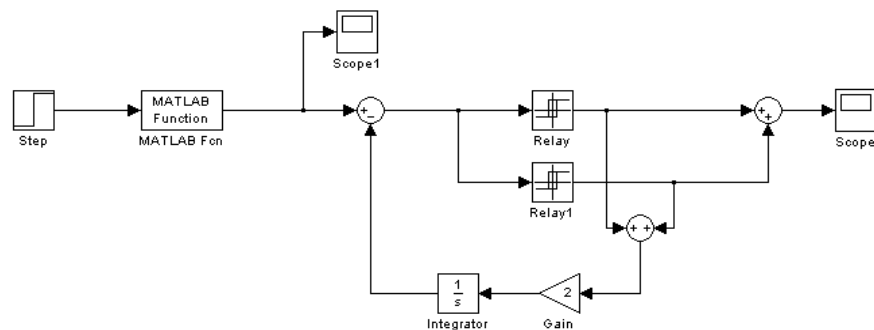 Scope1
MATLAB
Function
Step
MATLAB Fcn
+
−
Relay
+
+
Scope
Relay1
+ +
1
s
2
Integrator
Gain